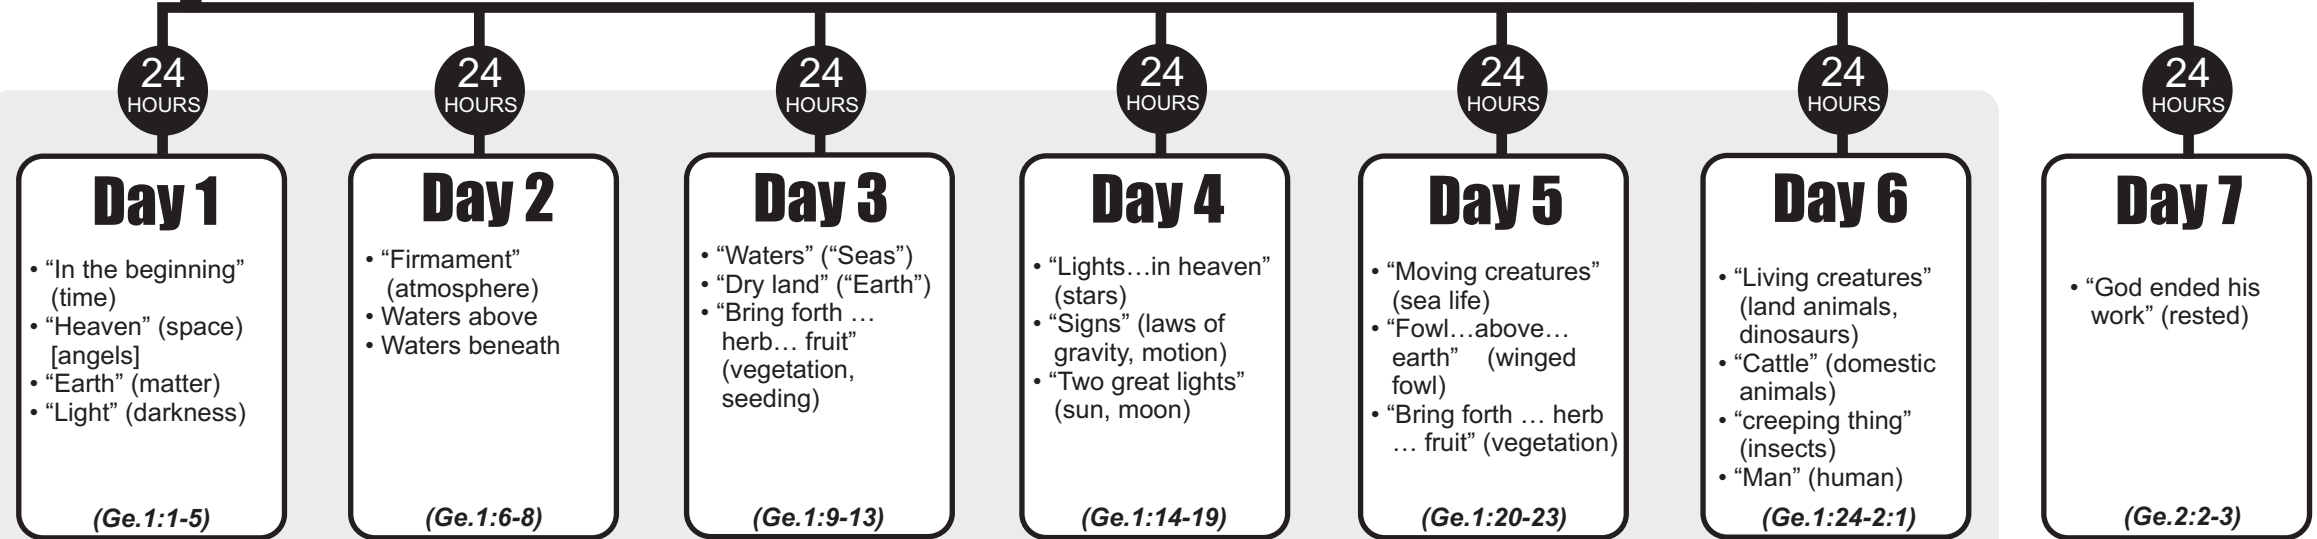 24
HOURS
Day 1
• “In the beginning”
(time)
• “Heaven” (space)
[angels]
• “Earth” (matter)
• “Light” (darkness)
(Ge.1:1-5)
24
HOURS
Day 2
• “Firmament”
(atmosphere)
• Waters above
• Waters beneath
(Ge.1:6-8)
24
HOURS
Day 3
• “Waters” (“Seas”)
• “Dry land” (“Earth”)
• “Bring forth …
herb… fruit”
(vegetation,
seeding)
(Ge.1:9-13)
24
HOURS
Day 4
• “Lights…in heaven”
(stars)
• “Signs” (laws of
gravity, motion)
• “Two great lights”
(sun, moon)
(Ge.1:14-19)
24
HOURS
Day 5
• “Moving creatures”
(sea life)
• “Fowl…above…
earth” (winged
fowl)
• “Bring forth … herb
… fruit” (vegetation)
(Ge.1:20-23)
24
HOURS
Day 6
• “Living creatures”
(land animals,
dinosaurs)
• “Cattle” (domestic
animals)
• “creeping thing”
(insects)
• “Man” (human)
(Ge.1:24-2:1)
24
HOURS
Day 7
• “God ended his
work” (rested)
(Ge.2:2-3)